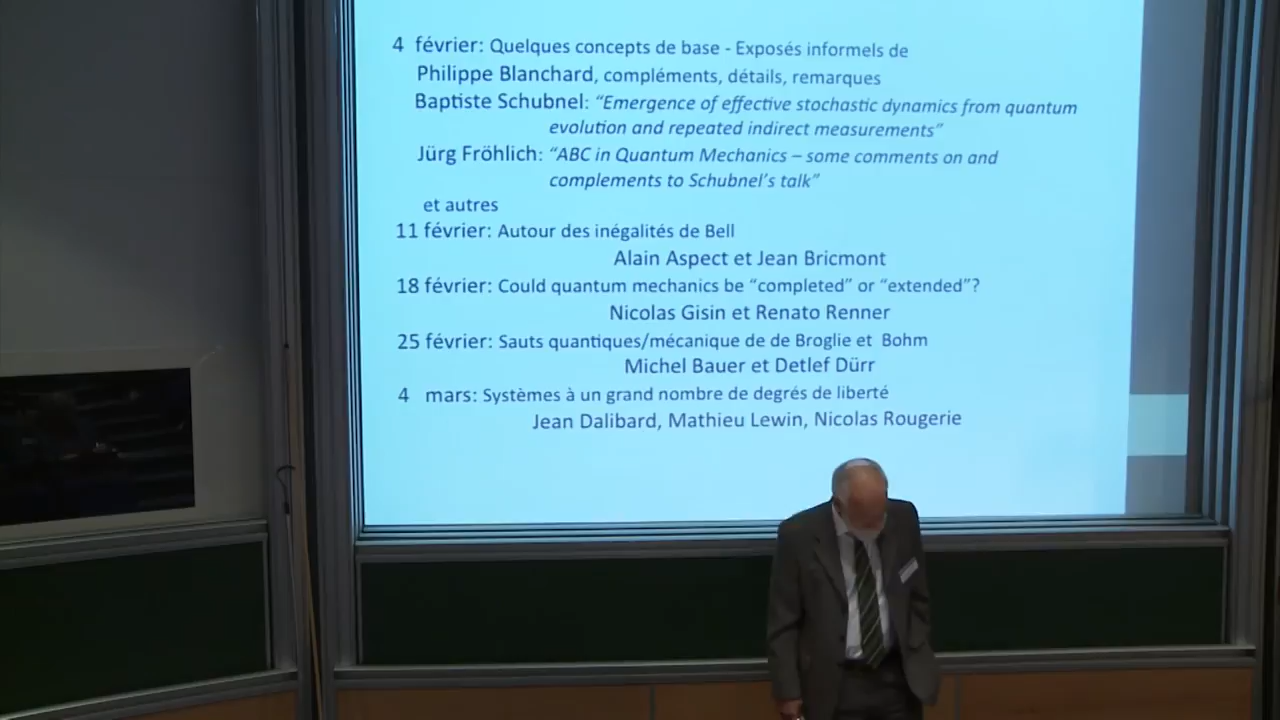 4 février: Quelques concepts de base - Exposés informels de
Philippe Blanchard, compléments, détails, remarques
Baptiste Schubnel: “Emergence of effective stochastic dynamics from quantum
evolution and repeated indirect measurements”
Jürg Fröhlich: “ABC in Quantum Mechanics – some comments on and
complements to Schubnel’s talk”
et autres
11 février: Autour des inégalités de Bell
Alain Aspect et Jean Bricmont
18 février: Could quantum mechanics be “completed” or “extended”?
Nicolas Gisin et Renato Renner
25 février: Sauts quantiques/mécanique de de Broglie et Bohm
Michel Bauer et Detlef Dürr
4 mars: Systèmes à un grand nombre de degrés de liberté
Jean Dalibard, Mathieu Lewin, Nicolas Rougerie